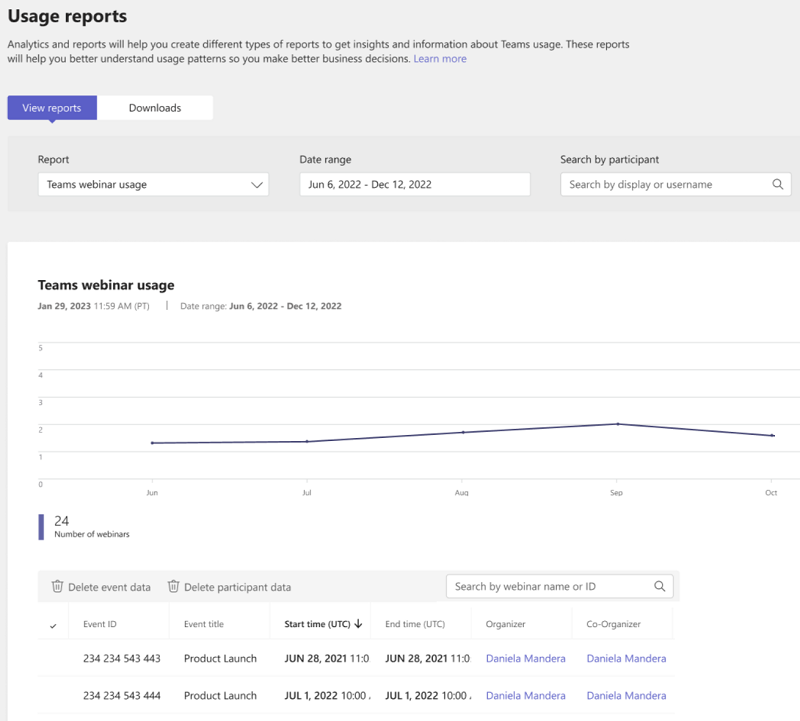 Usage reports
Analytics and reports will help you create different types of reports to get insights and information about Teams usage. These reports
will help you better understand usage patterns so you make better business decisions. Learn more
View reports Downloads
Report Date range Search by participant
Teams webinar usage Jun 6, 2022 - Dec 12, 2022 Search by display or username
Teams webinar usage
Jan 29, 2023 11:59 AM (PT) | Date range: Jun 6, 2022 - Dec 12, 2022
5
4
3
2
1
0
Jun Jul Aug Sep Oct
24
Number of webinars
Delete event data Delete participant data Search by webinar name or ID
Event ID Event title Start time (UTC) End time (UTC) Organizer Co-Organizer
234 234 543 443 Product Launch JUN 28, 2021 11:0 JUN 28, 2021 11:0 Daniela Mandera Daniela Mandera
234 234 543 444 Product Launch JUL 1, 2022 10:00 JUL 1, 2022 10:00 Daniela Mandera Daniela Mandera